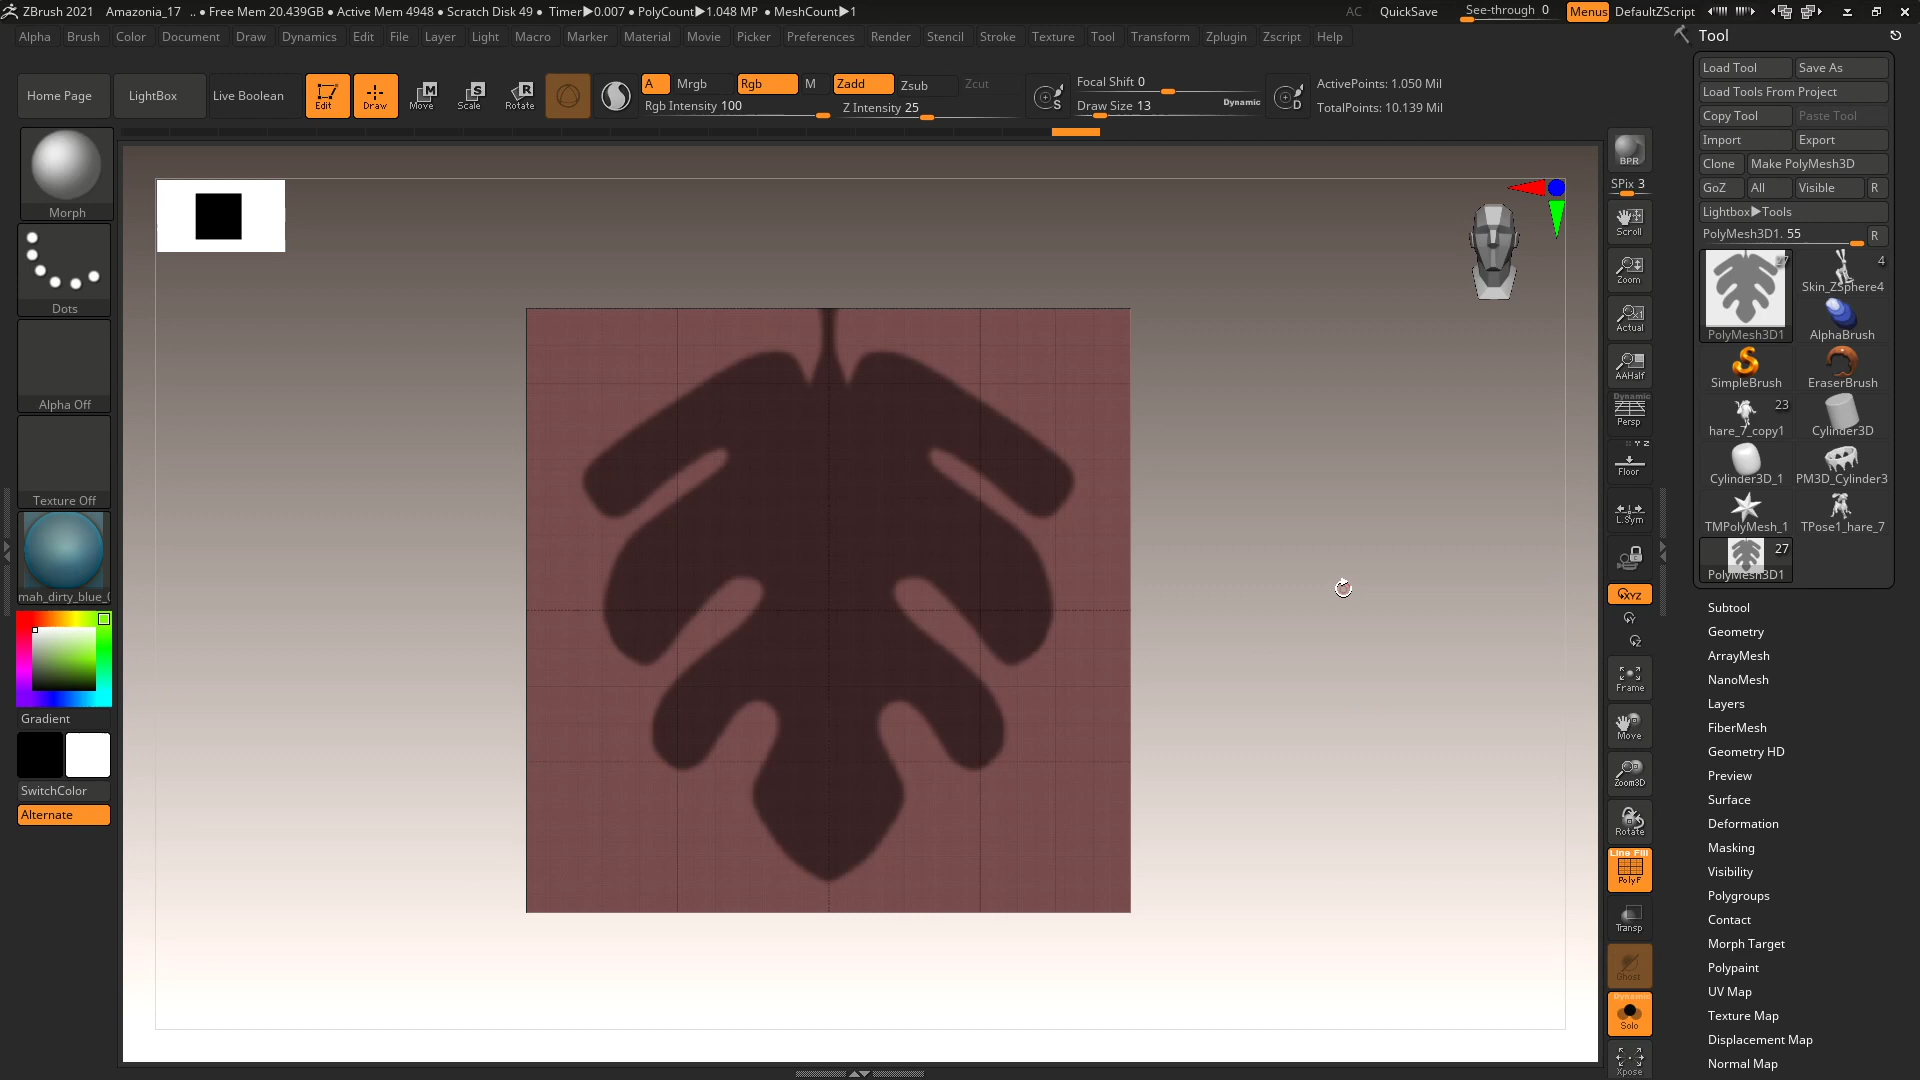 ZBrush 2021 Amazonia_17 .. • Free Mem 20.439GB • Active Mem 4948 • Scratch Disk 49 • Timer▶0.007 • PolyCount▶1.048 MP • MeshCount▶1 AC QuickSave See-through 0 Menus DefaultZScript
Alpha Brush Color Document Draw Dynamics Edit File Layer Light Macro Marker Material Movie Picker Preferences Render Stencil Stroke Texture Tool Transform Zplugin Zscript Help
Home Page LightBox Live Boolean Edit Draw Move Scale Rotate
A Mrgb Rgb M Zadd Zsub Zcut
Rgb Intensity 100 Z Intensity 25
Focal Shift 0
Draw Size 13 Dynamic
S
D
ActivePoints: 1.050 Mil
TotalPoints: 10.139 Mil
Morph
Dots
Alpha Off
Texture Off
mah_dirty_blue_
Gradient
SwitchColor
Alternate
BPR
SPix 3
Scroll
Zoom
Actual
AAHalf
Dynamic
Persp
Floor
L.Sym
XYZ
Y
Z
Frame
Move
Zoom3D
Rotate
Line Fill
PolyF
Transp
Ghost
Dynamic
Solo
Xpose
Tool
Load Tool Save As
Load Tools From Project
Copy Tool Paste Tool
Import Export
Clone Make PolyMesh3D
GoZ All Visible R
Lightbox▶Tools
PolyMesh3D1. 55 R
27
PolyMesh3D1
4
Skin_ZSphere4
AlphaBrush
SimpleBrush EraserBrush
23
hare_7_copy1 Cylinder3D
Cylinder3D_1 PM3D_Cylinder3
TMPolyMesh_1 TPose1_hare_7
27
PolyMesh3D1
Subtool
Geometry
ArrayMesh
NanoMesh
Layers
FiberMesh
Geometry HD
Preview
Surface
Deformation
Masking
Visibility
Polygroups
Contact
Morph Target
Polypaint
UV Map
Texture Map
Displacement Map
Normal Map